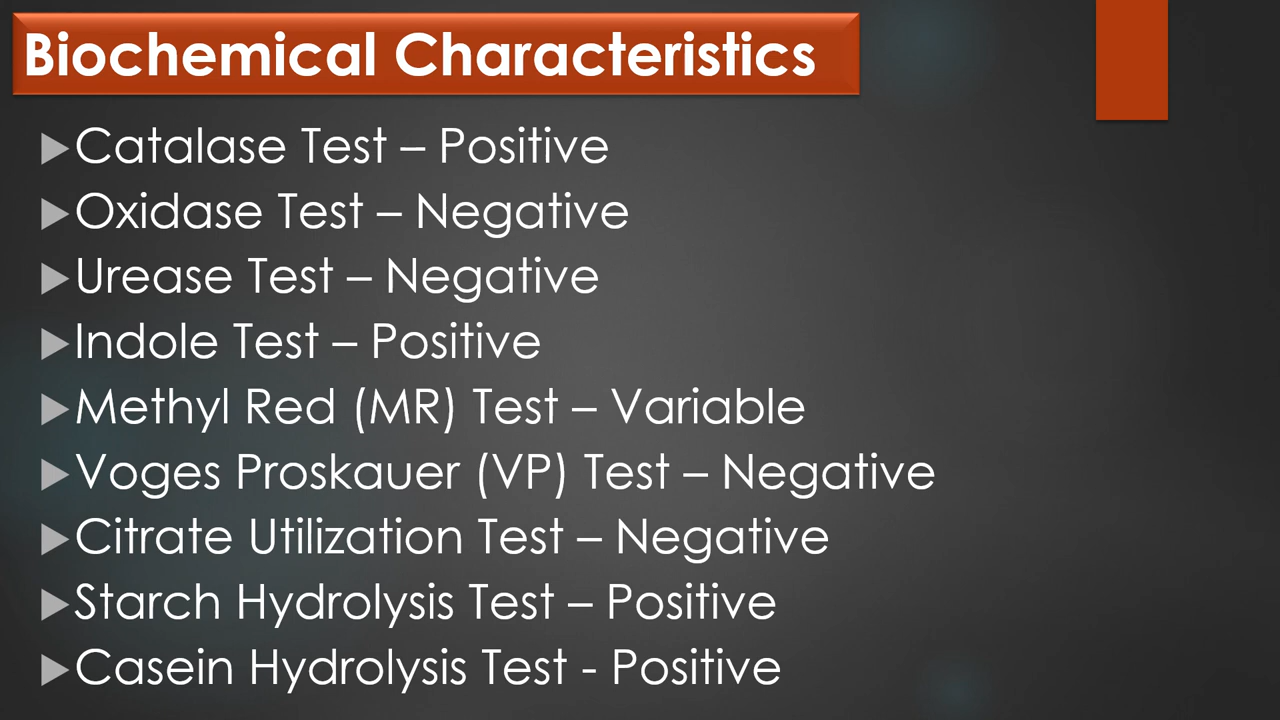 Biochemical Characteristics
Catalase Test – Positive
Oxidase Test – Negative
Urease Test – Negative
Indole Test – Positive
Methyl Red (MR) Test – Variable
Voges Proskauer (VP) Test – Negative
Citrate Utilization Test – Negative
Starch Hydrolysis Test – Positive
Casein Hydrolysis Test - Positive